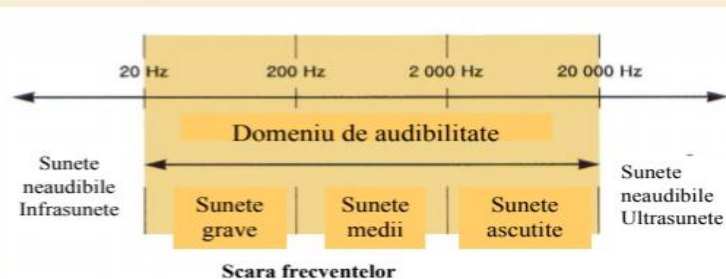 20 Hz 200 Hz 2 000 Hz 20 000 Hz
Domeniu de audibilitate
Sunete
neaudibile
Infrasunete
Sunete
neaudibile
Ultrasunete
Sunete
grave
Sunete
medii
Sunete
ascutite
Scara frecventelor